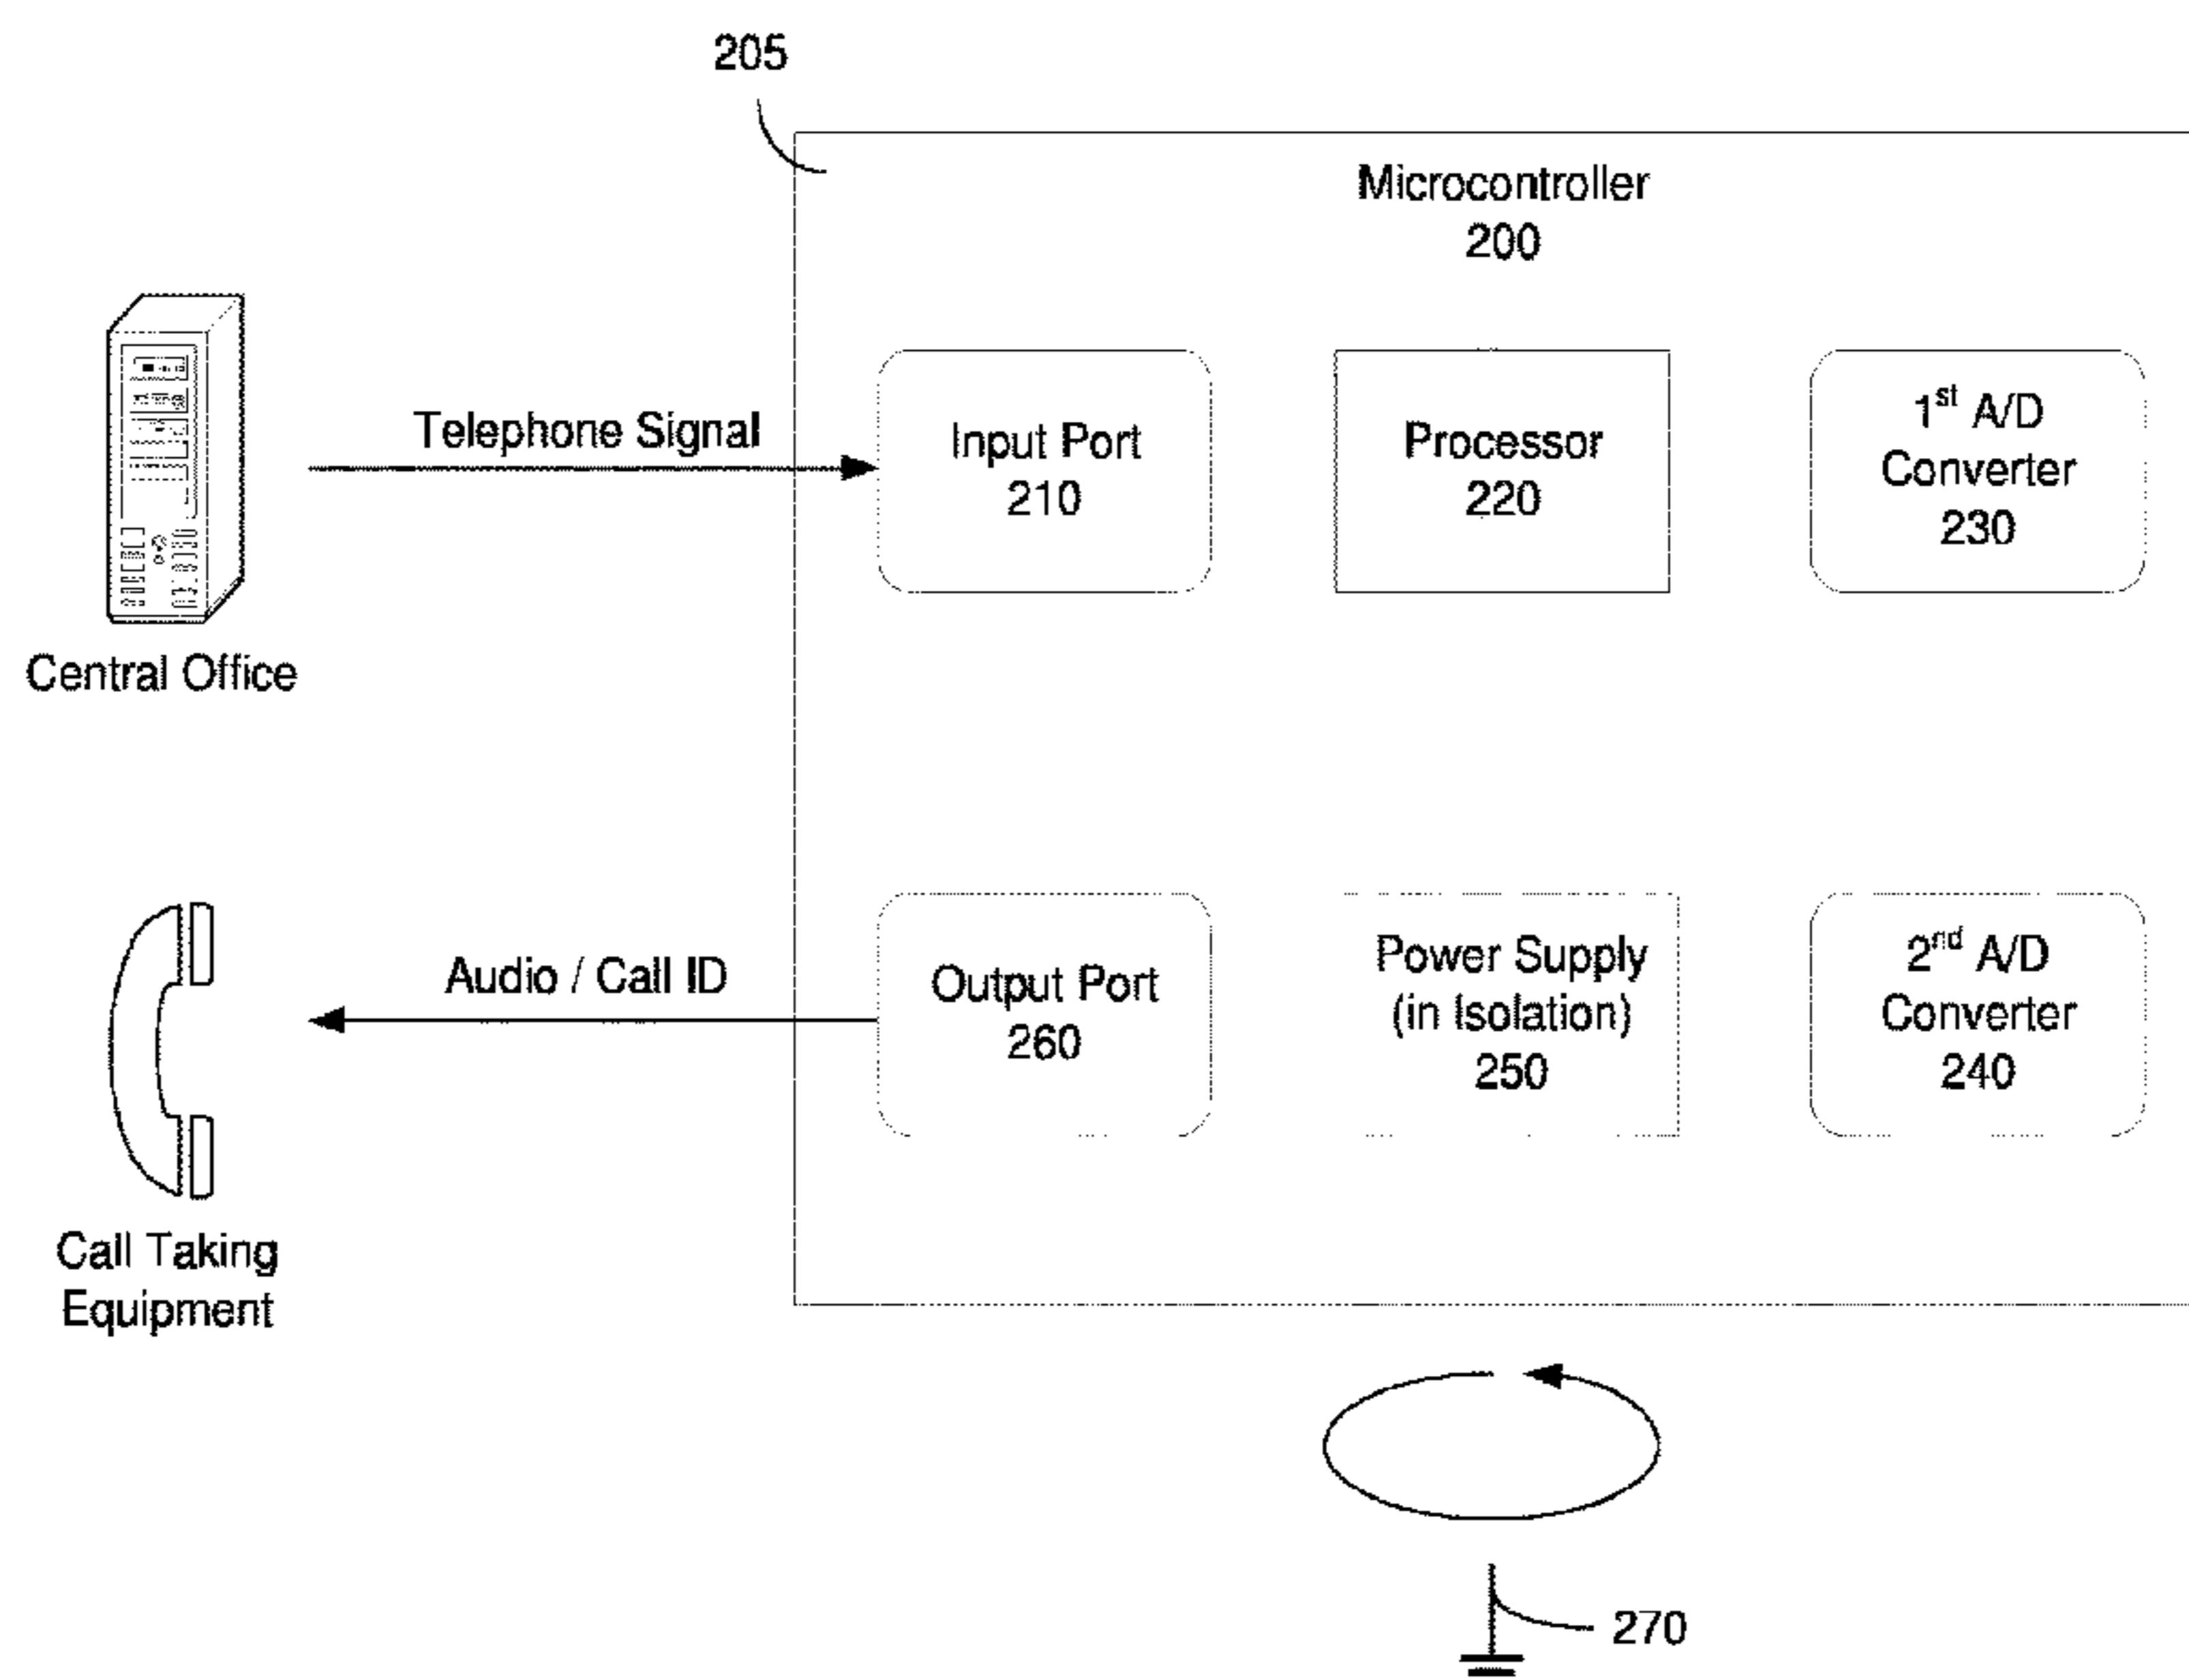 205
Microcontroller
200
Telephone Signal
Input Port
210
Processor
220
1st A/D
Converter
230
Central Office
Audio / Call ID
Output Port
260
Power Supply
(in Isolation)
250
2nd A/D
Converter
240
Call Taking
Equipment
270